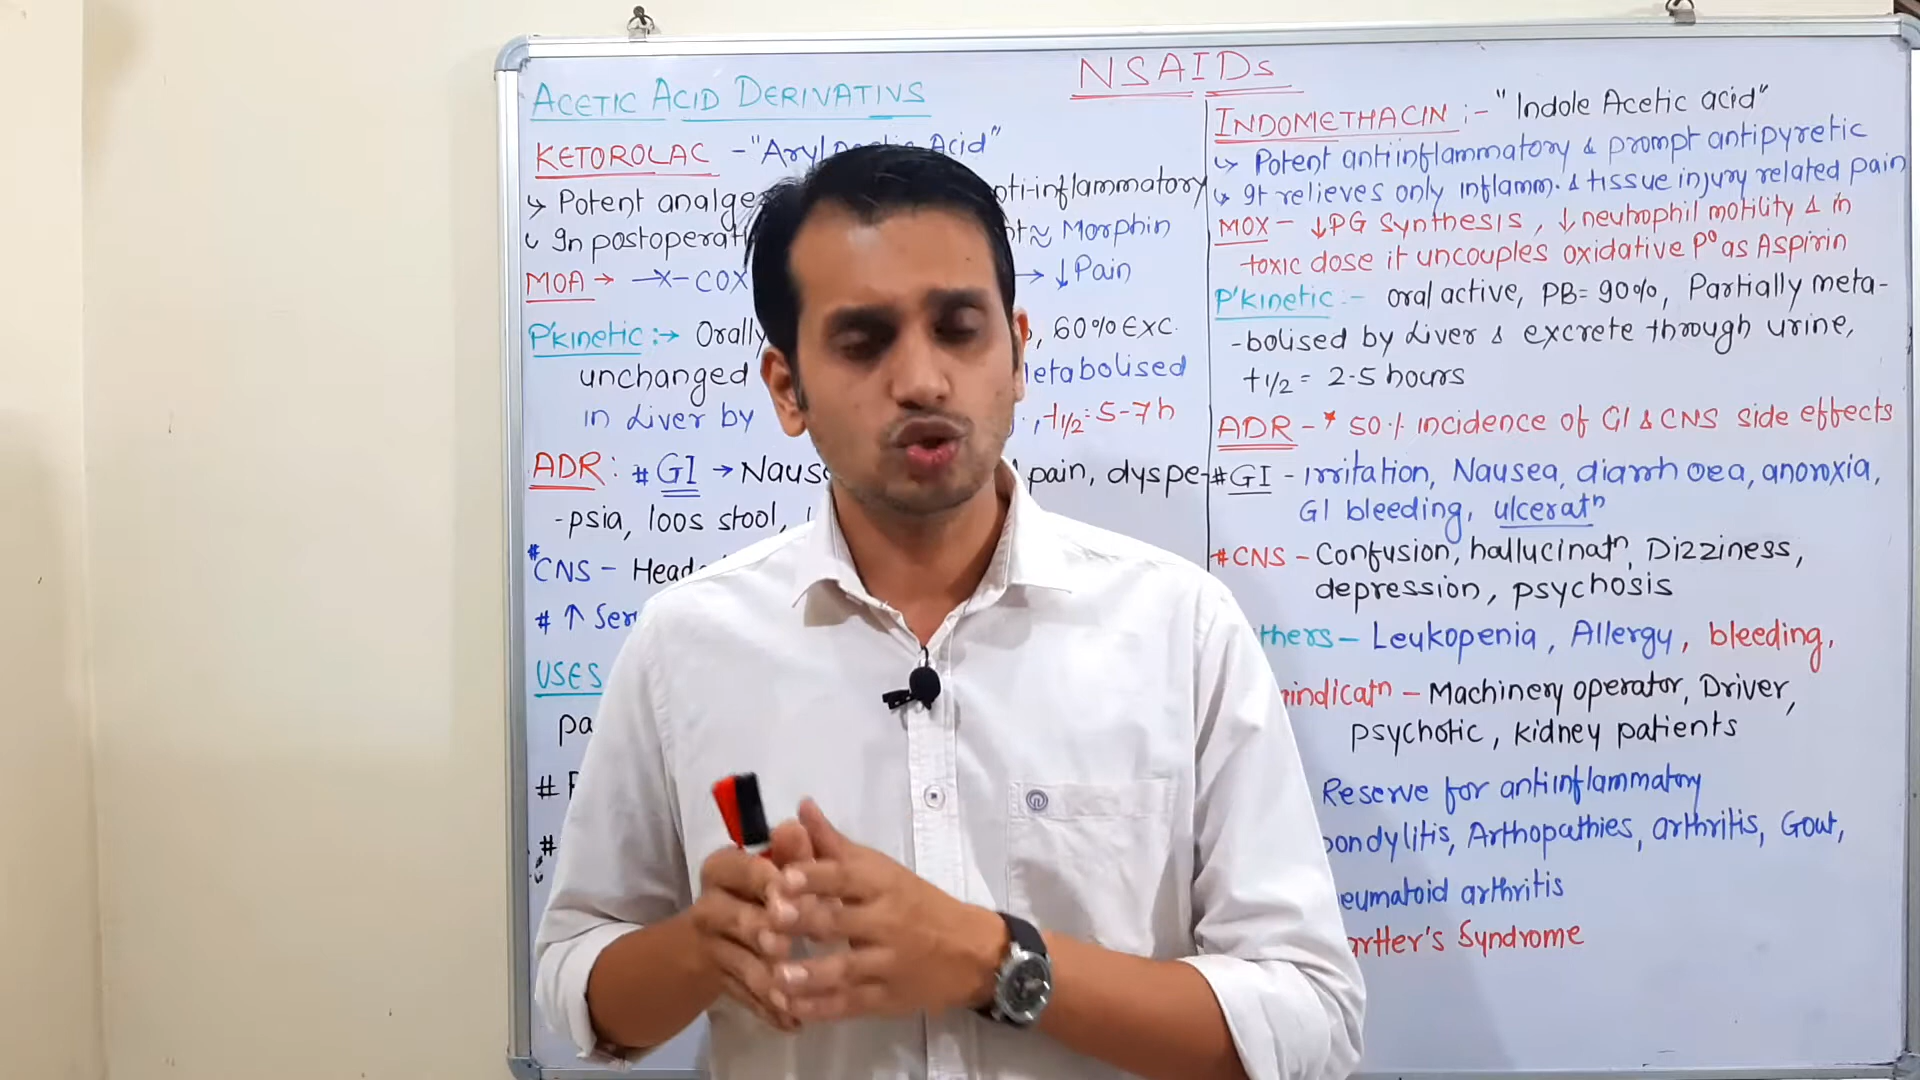 NSAIDs
ACETIC ACID DERIVATIVS
KETOROLAC - "Aryl Acid"
↳ Potent analge nti-inflammatory
↳ In postoperati ≈ Morphin
MOA → —X— COX → ↓ Pain
P'kinetic :→ Orally , 60% Exc.
unchanged etabolised
in Liver by , t1/2 = 5-7h
ADR : # GI → Naus pain, dyspe-
-psia, loos stool,
# CNS - Head
# ↑ Ser
USES
pa
#
#
INDOMETHACIN :- "Indole Acetic acid"
↳ Potent antiinflammatory & prompt antipyretic
↳ It relieves only inflamm. & tissue injury related pain
MOX - ↓PG Synthesis, ↓ neutrophil motility & in
toxic dose it uncouples oxidative P⁰ as Aspirin
P'kinetic :- oral active, PB= 90%, Partially meta-
-bolised by Liver & excrete through urine,
t1/2 = 2-5 hours
ADR - * 50% incidence of GI & CNS side effects
# GI - Irritation, Nausea, diarrhoea, anoroxia,
GI bleeding, ulceratⁿ
# CNS - Confusion, hallucinatⁿ, Dizziness,
depression, psychosis
thers - Leukopenia, Allergy, bleeding,
indicatⁿ - Machinery operator, Driver,
psychotic, kidney patients
Reserve for antiinflammatory
ondylitis, Arthopathies, arthritis, Gout,
eumatoid arthritis
artter's Syndrome